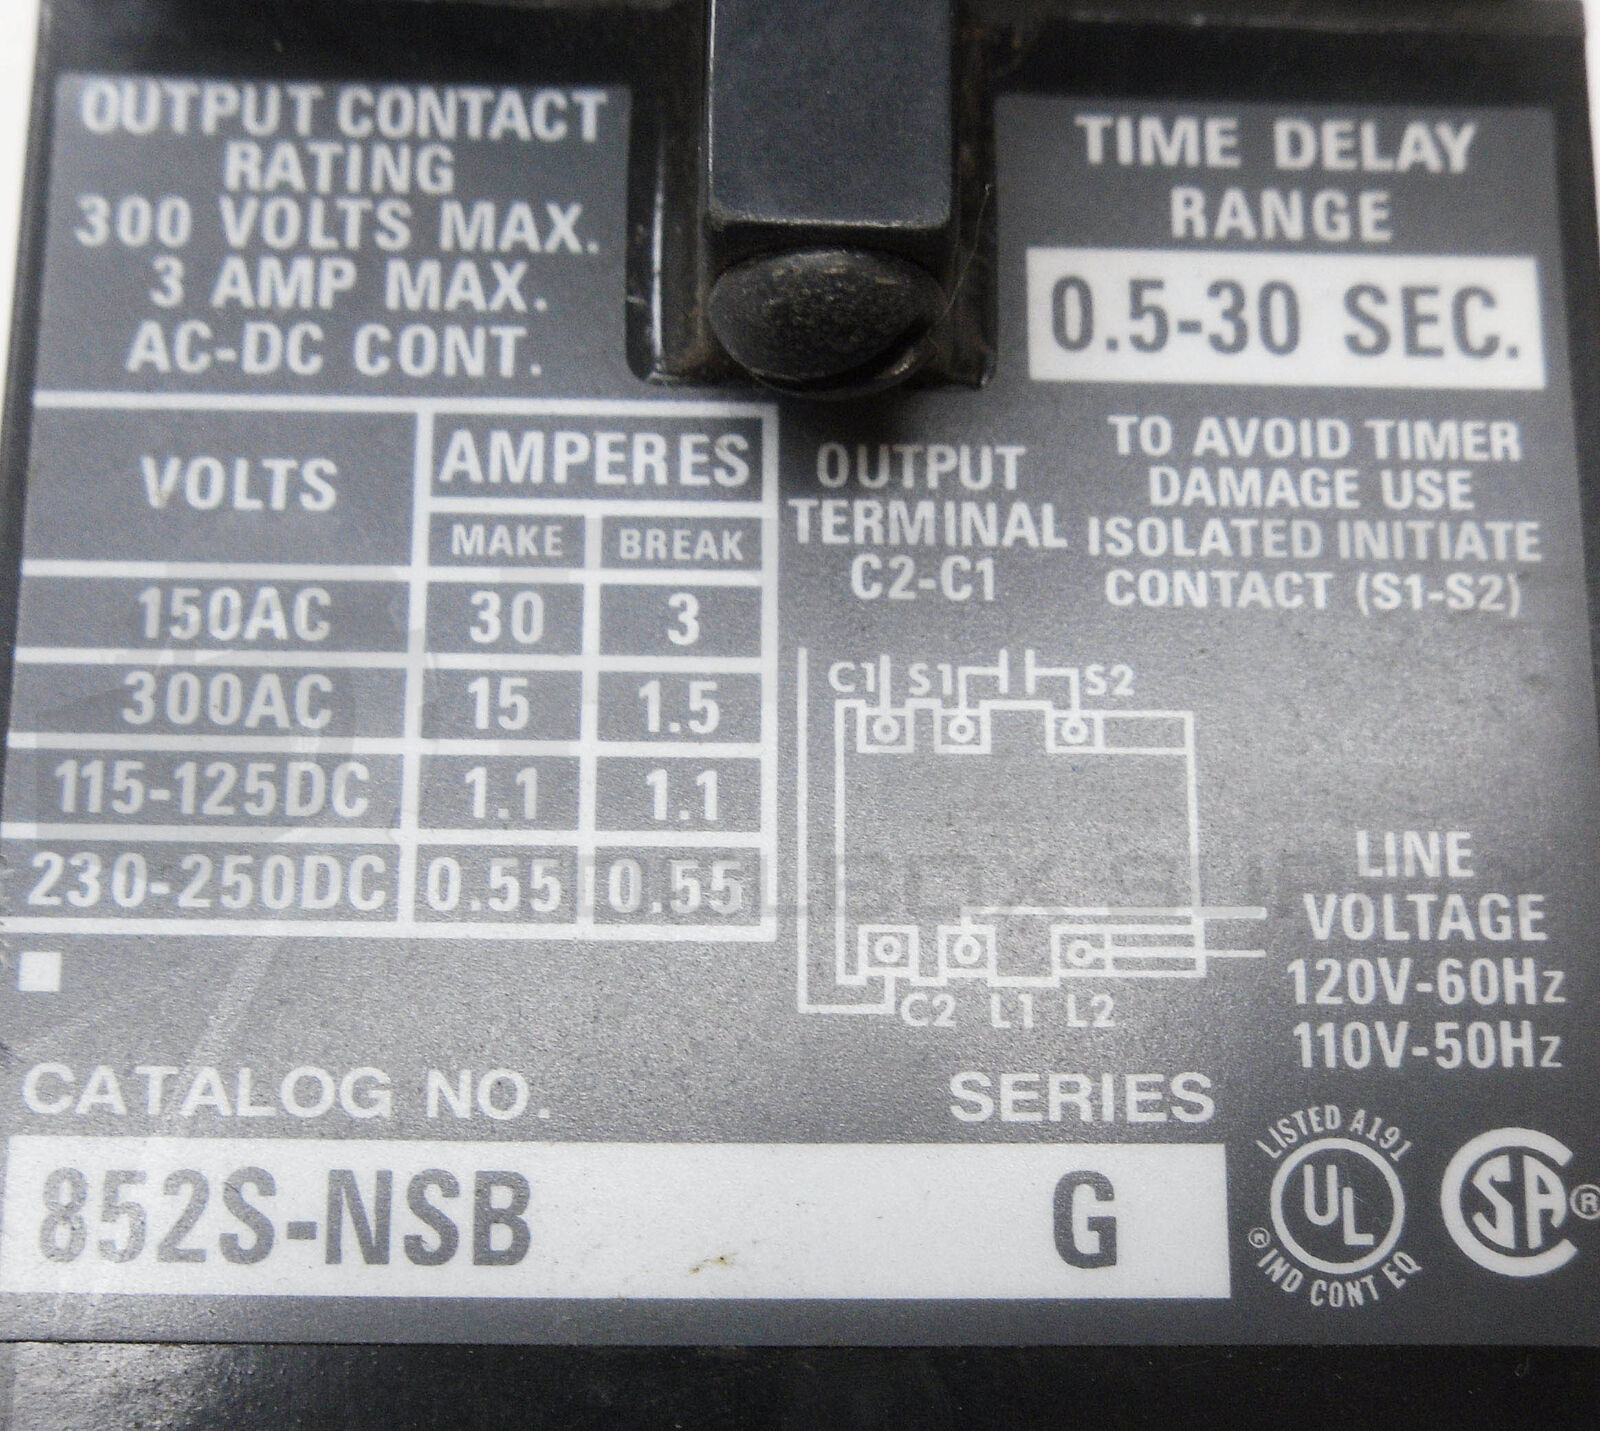 OUTPUT CONTACT
RATING
300 VOLTS MAX.
3 AMP MAX.
AC-DC CONT.
TIME DELAY
RANGE
0.5-30 SEC.
VOLTS
AMPERES
MAKE BREAK
150AC 30 3
300AC 15 1.5
115-125DC 1.1 1.1
230-250DC 0.55 0.55
OUTPUT
TERMINAL
C2-C1
TO AVOID TIMER
DAMAGE USE
ISOLATED INITIATE
CONTACT (S1-S2)
C1 S1 S2
C2 L1 L2
LINE
VOLTAGE
120V-60Hz
110V-50Hz
CATALOG NO.
SERIES
852S-NSB
G
LISTED A191
UL
® IND CONT EQ
SA ®